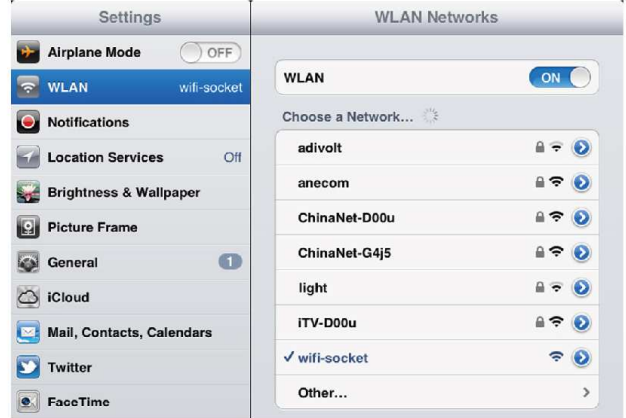 Settings
Airplane Mode OFF
WLAN wifi-socket
Notifications
Location Services Off
Brightness & Wallpaper
Picture Frame
General 1
iCloud
Mail, Contacts, Calendars
Twitter
FaceTime
WLAN Networks
WLAN ON
Choose a Network...
adivolt
anecom
ChinaNet-D00u
ChinaNet-G4j5
light
iTV-D00u
wifi-socket
Other...